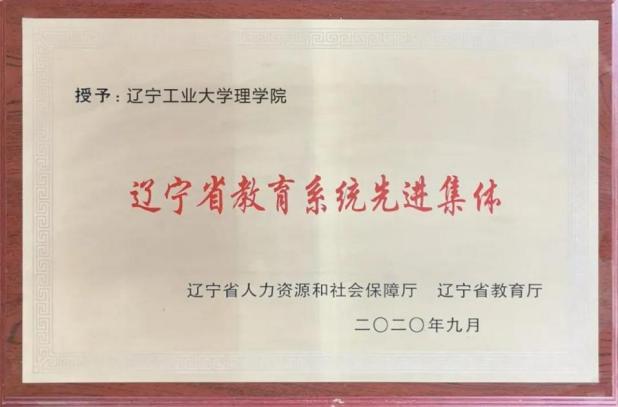 授予：辽宁工业大学理学院
辽宁省教育系统先进集体
辽宁省人力资源和社会保障厅 辽宁省教育厅
二〇二〇年九月